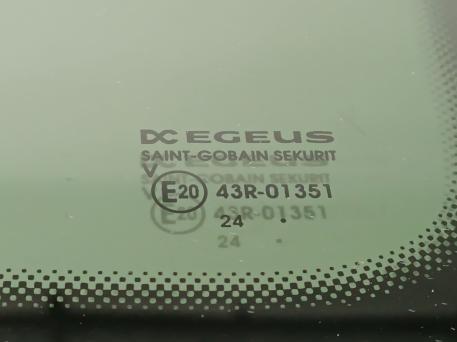 EGEUS
SAINT-GOBAIN SEKURIT
V
E20 43R-01351
24 .